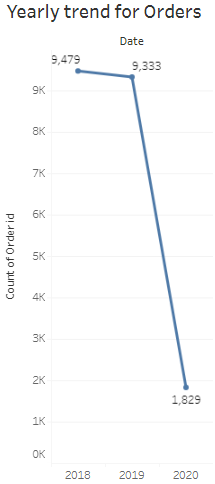 Yearly trend for Orders
Date
9,479
9,333
9K
8K
7K
6K
5K
4K
3K
2K
1K
0K
Count of Order id
1,829
2018 2019 2020